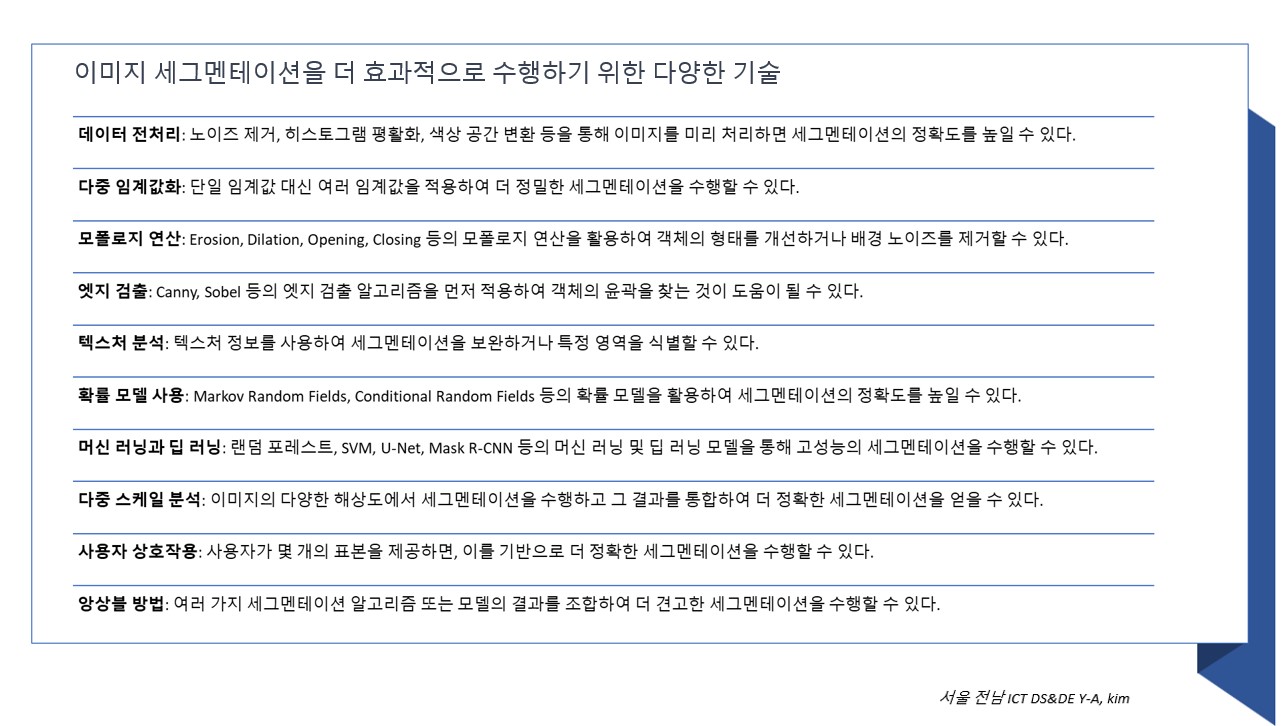 이미지 세그멘테이션을 더 효과적으로 수행하기 위한 다양한 기술
데이터 전처리: 노이즈 제거, 히스토그램 평활화, 색상 공간 변환 등을 통해 이미지를 미리 처리하면 세그멘테이션의 정확도를 높일 수 있다.
다중 임계값화: 단일 임계값 대신 여러 임계값을 적용하여 더 정밀한 세그멘테이션을 수행할 수 있다.
모폴로지 연산: Erosion, Dilation, Opening, Closing 등의 모폴로지 연산을 활용하여 객체의 형태를 개선하거나 배경 노이즈를 제거할 수 있다.
엣지 검출: Canny, Sobel 등의 엣지 검출 알고리즘을 먼저 적용하여 객체의 윤곽을 찾는 것이 도움이 될 수 있다.
텍스처 분석: 텍스처 정보를 사용하여 세그멘테이션을 보완하거나 특정 영역을 식별할 수 있다.
확률 모델 사용: Markov Random Fields, Conditional Random Fields 등의 확률 모델을 활용하여 세그멘테이션의 정확도를 높일 수 있다.
머신 러닝과 딥 러닝: 랜덤 포레스트, SVM, U-Net, Mask R-CNN 등의 머신 러닝 및 딥 러닝 모델을 통해 고성능의 세그멘테이션을 수행할 수 있다.
다중 스케일 분석: 이미지의 다양한 해상도에서 세그멘테이션을 수행하고 그 결과를 통합하여 더 정확한 세그멘테이션을 얻을 수 있다.
사용자 상호작용: 사용자가 몇 개의 표본을 제공하면, 이를 기반으로 더 정확한 세그멘테이션을 수행할 수 있다.
앙상블 방법: 여러 가지 세그멘테이션 알고리즘 또는 모델의 결과를 조합하여 더 견고한 세그멘테이션을 수행할 수 있다.
서울 전남 ICT DS&DE Y-A, kim